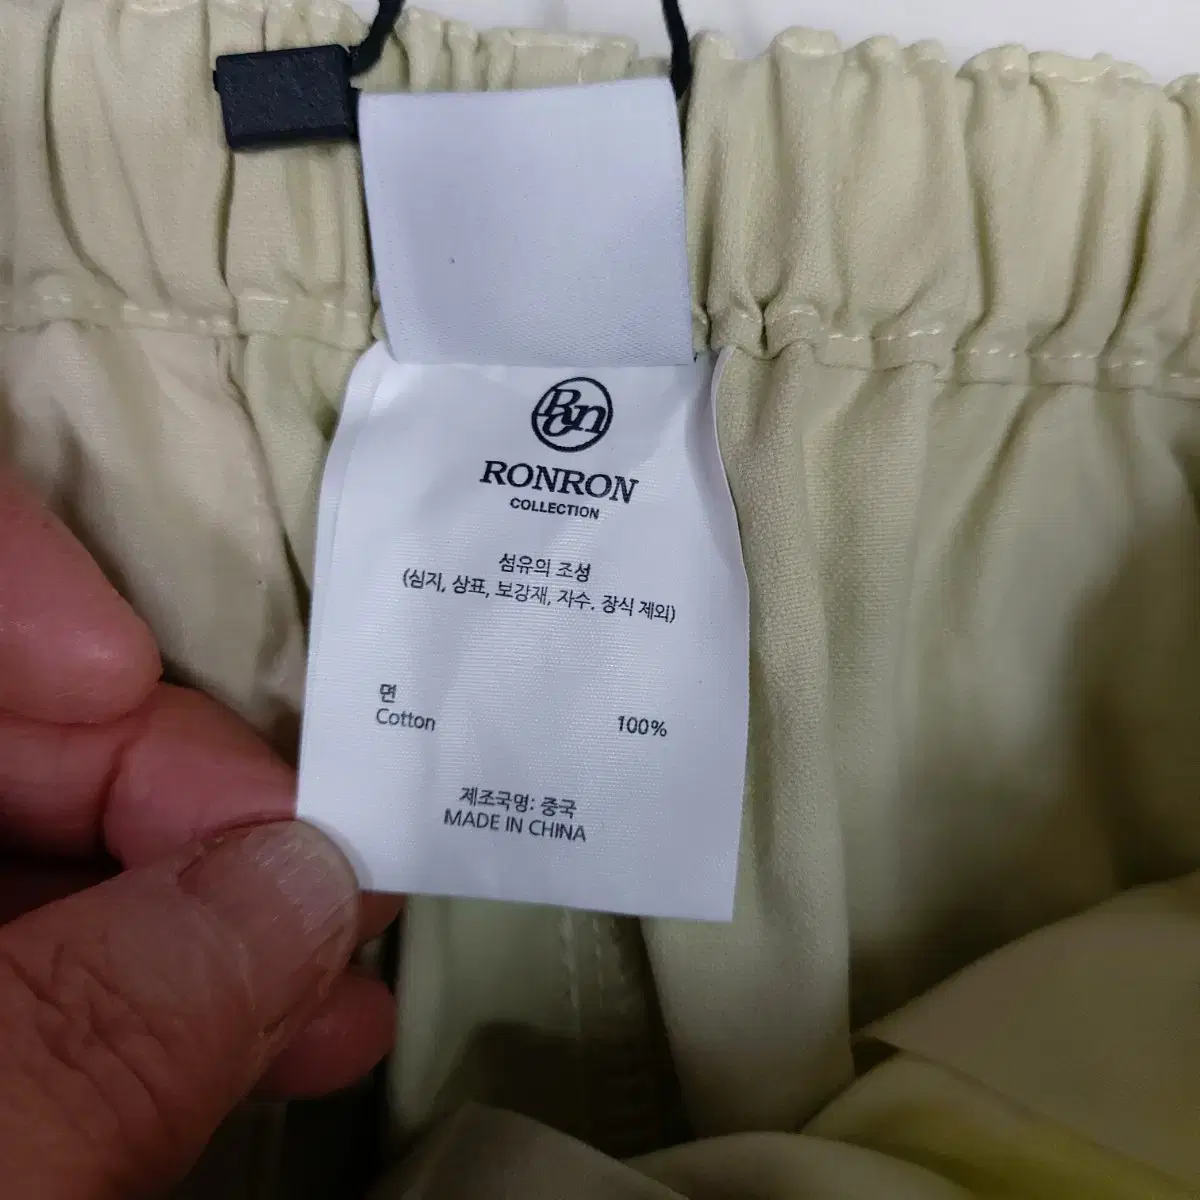 Ron
RONRON
COLLECTION
섬유의 조성
(심지, 상표, 보강재, 자수. 장식 제외)
면
Cotton 100%
제조국명: 중국
MADE IN CHINA